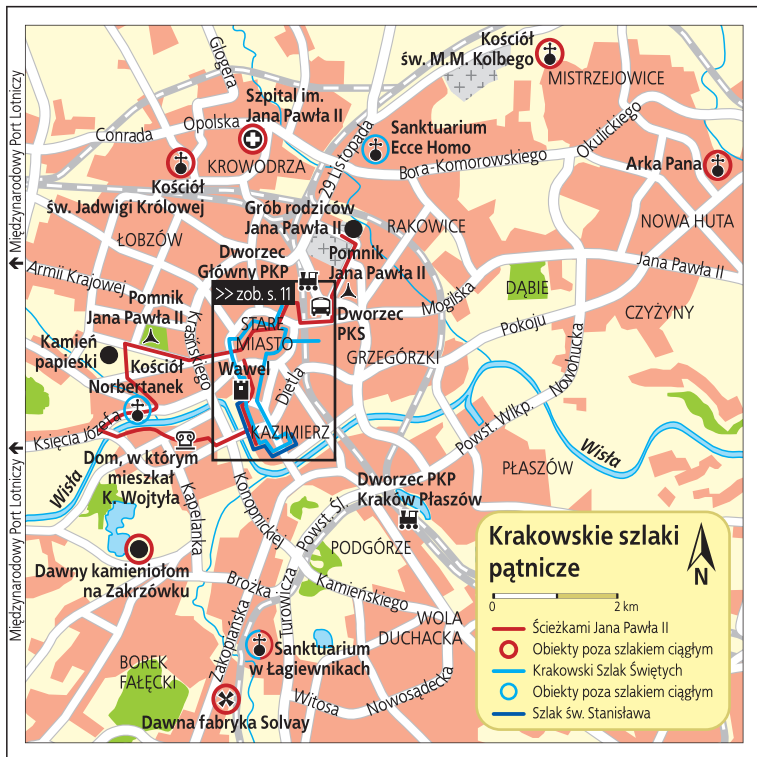 Kościół
św. M.M. Kolbego
MISTRZEJOWICE
Glogera
Szpital im.
Jana Pawła II
Conrada
Opolska
29 Listopada
Sanktuarium
Ecce Homo
Okulickiego
Bora-Komorowskiego
Arka Pana
KROWODRZA
Kościół
św. Jadwigi Królowej
Międzynarodowy Port Lotniczy
Grób rodziców
Jana Pawła II
RAKOWICE
NOWA HUTA
ŁOBZÓW
Dworzec
Główny PKP
Pomnik
Jana Pawła II
Jana Pawła II
Armii Krajowej
>> zob. s. 11
DĄBIE
Mogilska
Dworzec
PKS
CZYŻYNY
Pomnik
Jana Pawła II
Krasińskiego
STARE
MIASTO
Pokoju
Kamień
papieski
GRZEGÓRZKI
Kościół
Norbertanek
Wawel
Dietla
Nowohucka
Księcia Józefa
KAZIMIERZ
Powst. Wlkp.
Wisła
Dom, w którym
mieszkał
K. Wojtyła
PŁASZÓW
Wisła
Międzynarodowy Port Lotniczy
Kapelanka
Konopnickiej
Powst. Śl.
Dworzec PKP
Kraków Płaszów
PODGÓRZE
Dawny kamieniołom
na Zakrzówku
Brożka
Kamieńskiego
Zakopiańska
Turowicza
WOLA
DUCHACKA
Sanktuarium
w Łagiewnikach
BOREK
FAŁĘCKI
Witosa
Nowosądecka
Dawna fabryka Solvay
Krakowskie szlaki
pątnicze
N
0 2 km
Ścieżkami Jana Pawła II
Obiekty poza szlakiem ciągłym
Krakowski Szlak Świętych
Obiekty poza szlakiem ciągłym
Szlak św. Stanisława